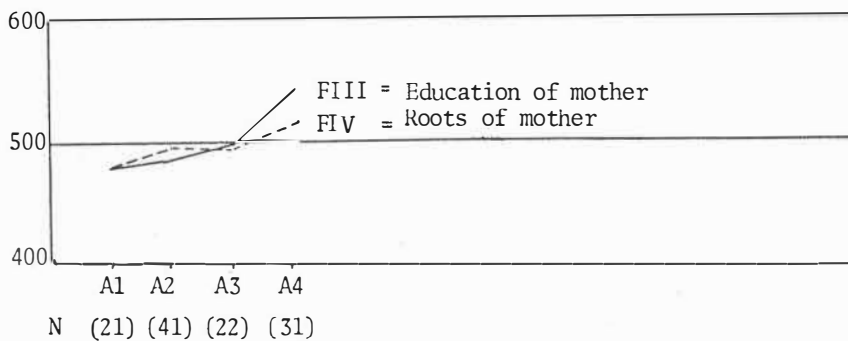 600
FIII = Education of mother
FIV = Roots of mother
500
400
A1 A2 A3 A4
N (21) (41) (22) (31)